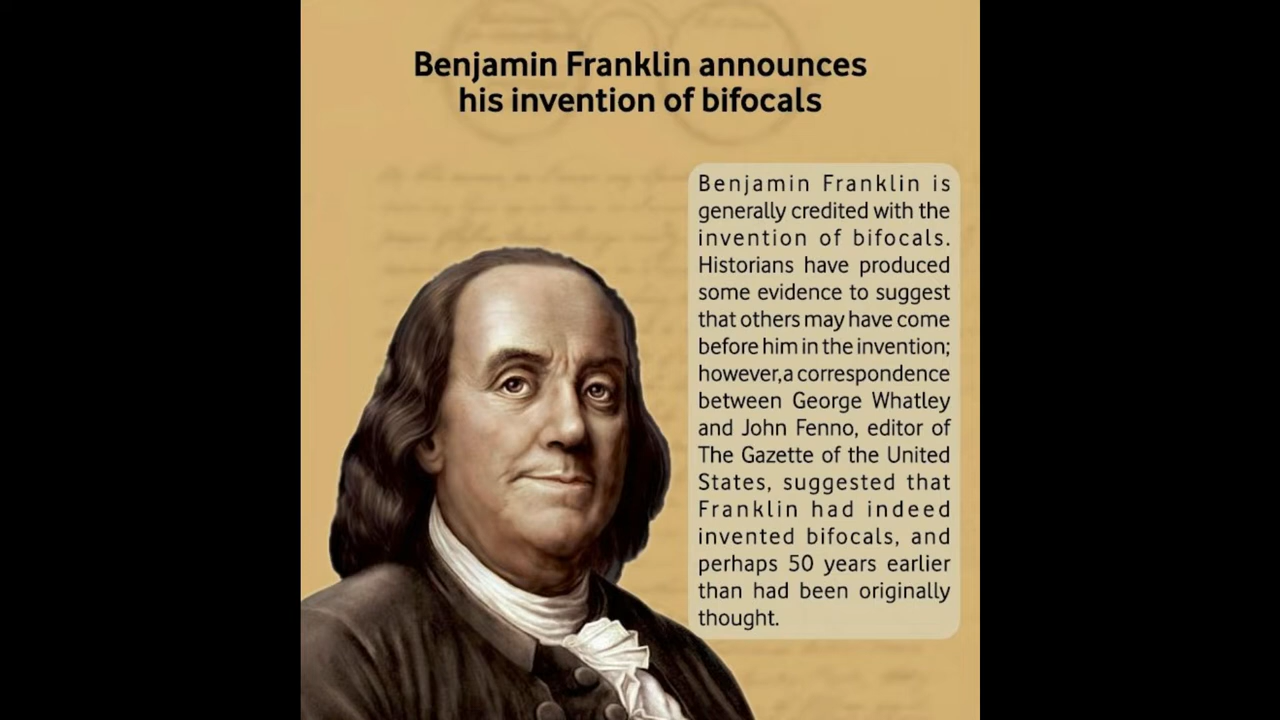 Benjamin Franklin announces
his invention of bifocals
Benjamin Franklin is
generally credited with the
invention of bifocals.
Historians have produced
some evidence to suggest
that others may have come
before him in the invention;
however,a correspondence
between George Whatley
and John Fenno, editor of
The Gazette of the United
States, suggested that
Franklin had indeed
invented bifocals, and
perhaps 50 years earlier
than had been originally
thought.